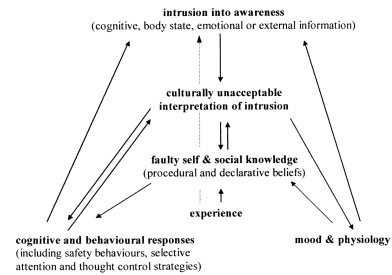 intrusion into awareness
(cognitive, body state, emotional or external information)
culturally unacceptable
interpretation of intrusion
faulty self & social knowledge
(procedural and declarative beliefs)
experience
cognitive and behavioural responses
(including safety behaviours, selective
attention and thought control strategies)
mood & physiology